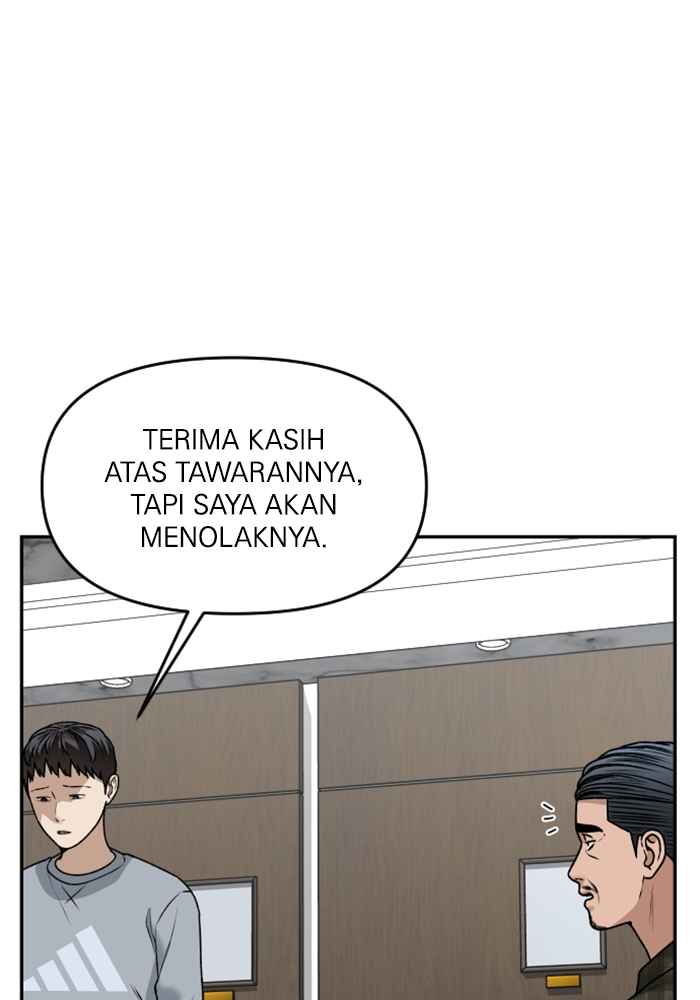 TERIMA KASIH
ATAS TAWARANNYA,
TAPI SAYA AKAN
MENOLAKNYA.